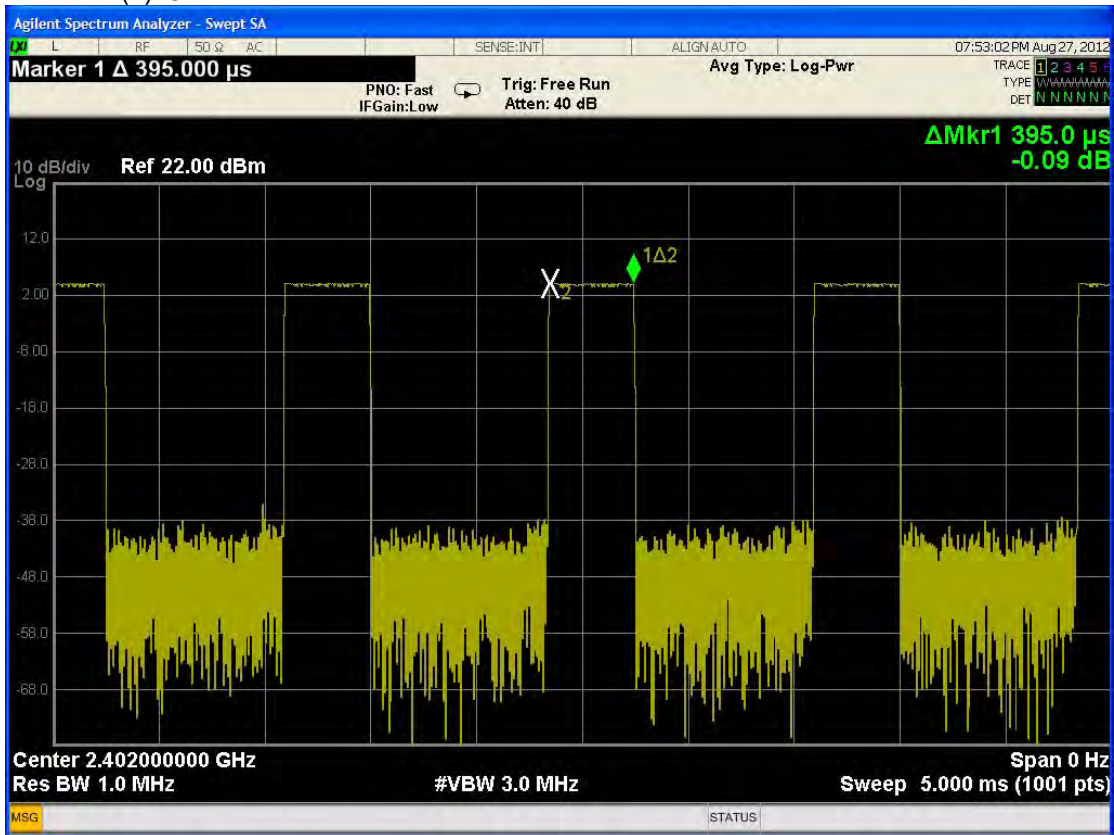 Agilent Spectrum Analyzer - Swept SA
LXI L RF 50 Ω AC SENSE:INT ALIGNAUTO 07:53:02 PM Aug 27, 2012
Marker 1 Δ 395.000 µs
PNO: Fast
IFGain:Low
Trig: Free Run
Atten: 40 dB
Avg Type: Log-Pwr
TRACE 1 2 3 4 5 6
TYPE
DET N N N N N N
ΔMkr1 395.0 µs
-0.09 dB
10 dB/div Ref 22.00 dBm
Log
12.0
2.00
-8.00
-18.0
-28.0
-38.0
-48.0
-58.0
-68.0
1Δ2
X2
Center 2.402000000 GHz Span 0 Hz
Res BW 1.0 MHz #VBW 3.0 MHz Sweep 5.000 ms (1001 pts)
MSG STATUS